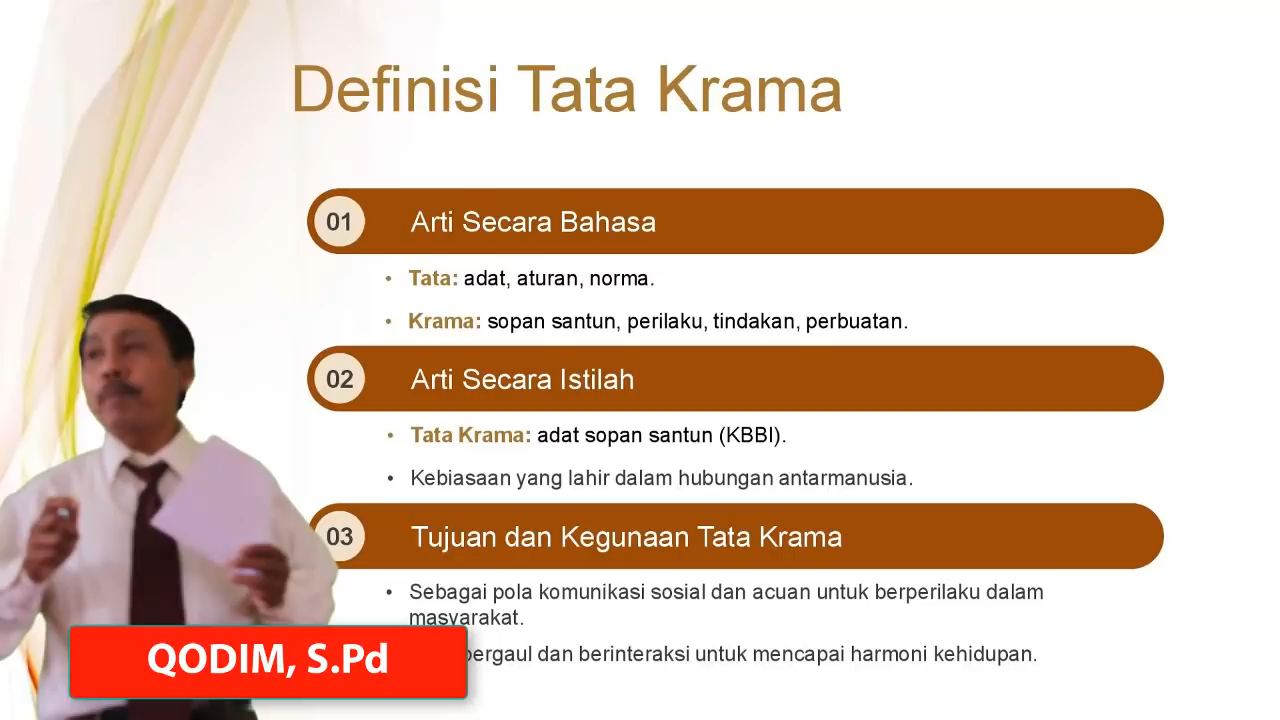 Definisi Tata Krama
01 Arti Secara Bahasa
• Tata: adat, aturan, norma.
• Krama: sopan santun, perilaku, tindakan, perbuatan.
02 Arti Secara Istilah
• Tata Krama: adat sopan santun (KBBI).
• Kebiasaan yang lahir dalam hubungan antarmanusia.
03 Tujuan dan Kegunaan Tata Krama
• Sebagai pola komunikasi sosial dan acuan untuk berperilaku dalam
masyarakat.
bergaul dan berinteraksi untuk mencapai harmoni kehidupan.
QODIM, S.Pd